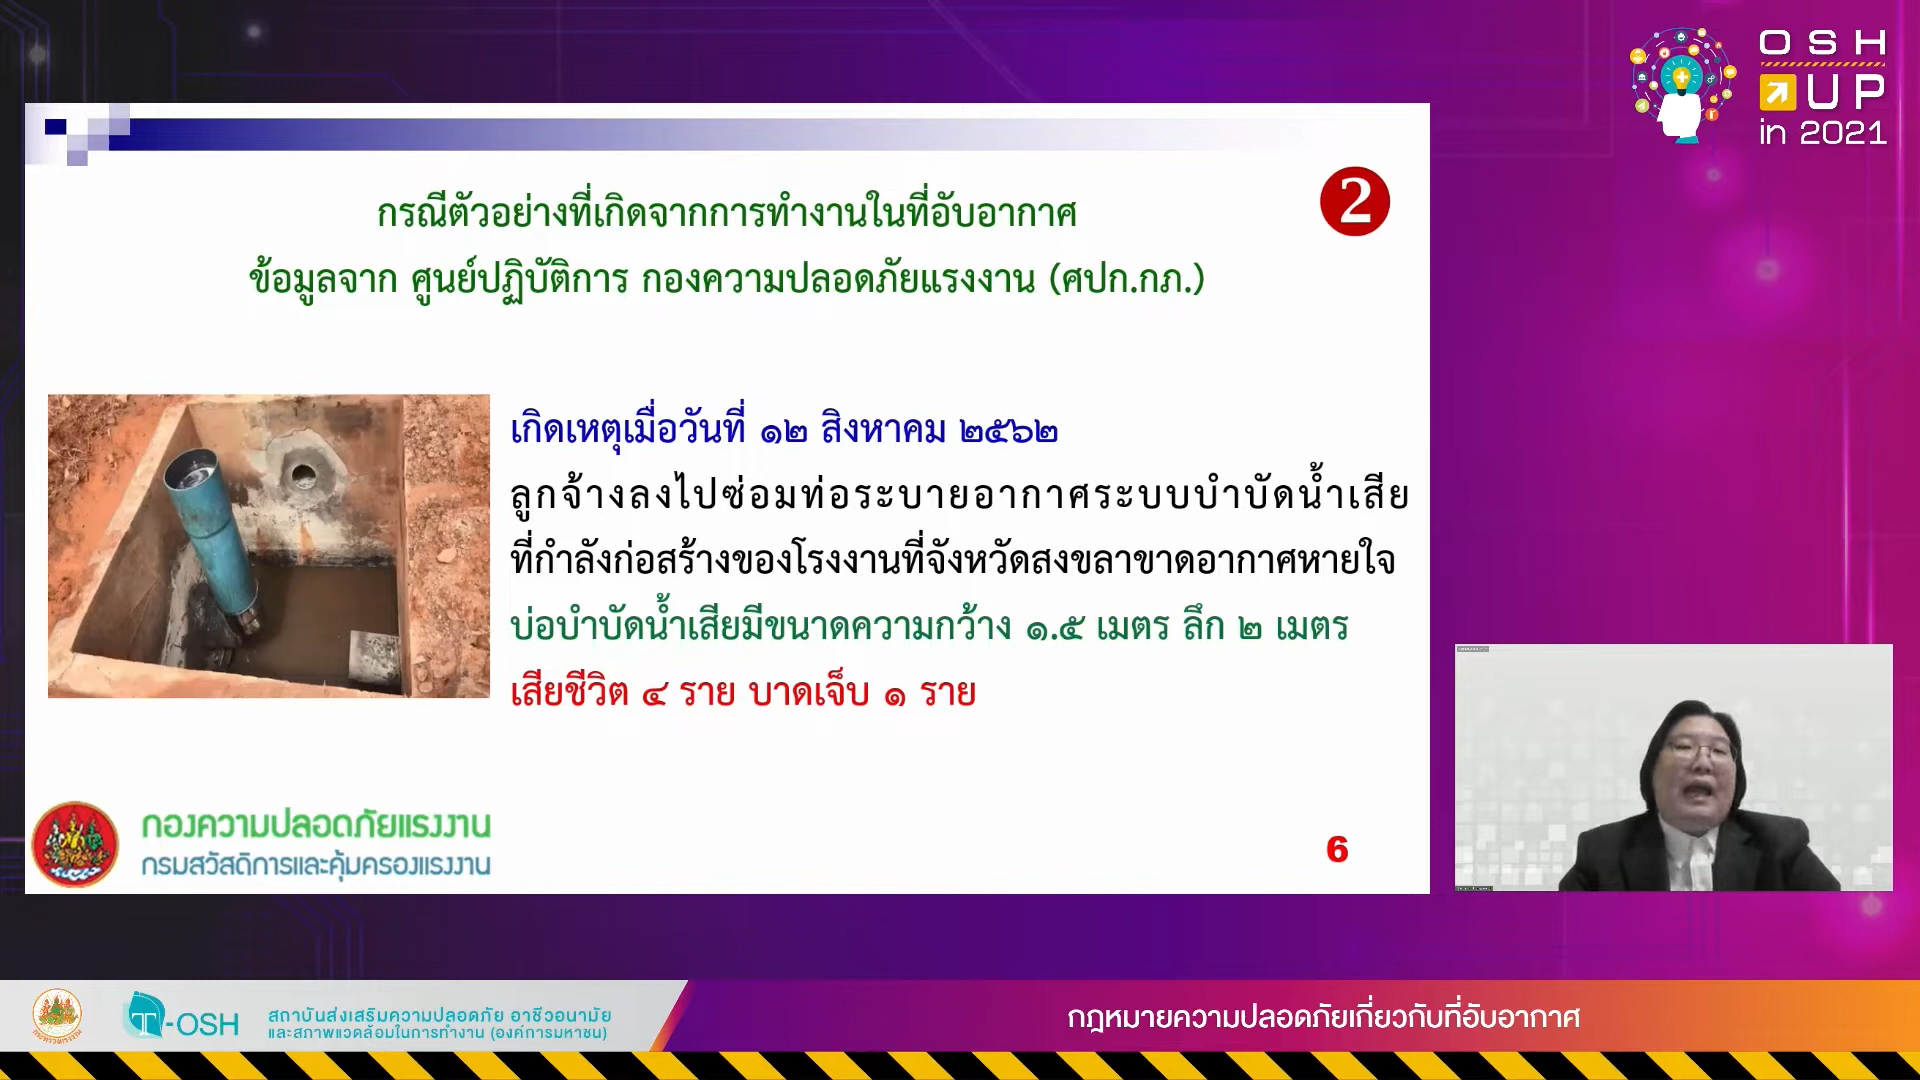 OSH
UP
in 2021
กรณีตัวอย่างที่เกิดจากการทำงานในที่อับอากาศ
2
ข้อมูลจาก ศูนย์ปฏิบัติการ กองความปลอดภัยแรงงาน (ศปก.กภ.)
เกิดเหตุเมื่อวันที่ ๑๒ สิงหาคม ๒๕๖๒
ลูกจ้างลงไปซ่อมท่อระบายอากาศระบบบำบัดน้ำเสีย
ที่กำลังก่อสร้างของโรงงานที่จังหวัดสงขลาขาดอากาศหายใจ
บ่อบำบัดน้ำเสียมีขนาดความกว้าง ๑.๕ เมตร ลึก ๒ เมตร
เสียชีวิต ๔ ราย บาดเจ็บ ๑ ราย
กองความปลอดภัยแรงงาน
กรมสวัสดิการและคุ้มครองแรงงาน
6
T-OSH
สถาบันส่งเสริมความปลอดภัย อาชีวอนามัย
และสภาพแวดล้อมในการทำงาน (องค์การมหาชน)
กฎหมายความปลอดภัยเกี่ยวกับที่อับอากาศ